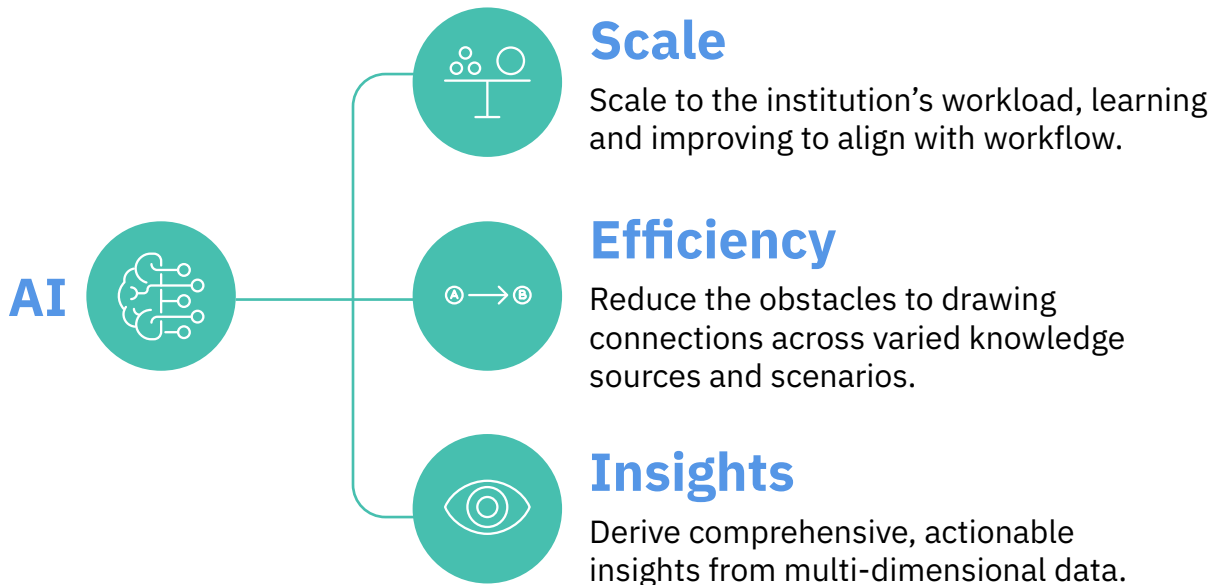 Scale
Scale to the institution’s workload, learning
and improving to align with workflow.
AI
Efficiency
A
B
Reduce the obstacles to drawing
connections across varied knowledge
sources and scenarios.
Insights
Derive comprehensive, actionable
insights from multi-dimensional data.